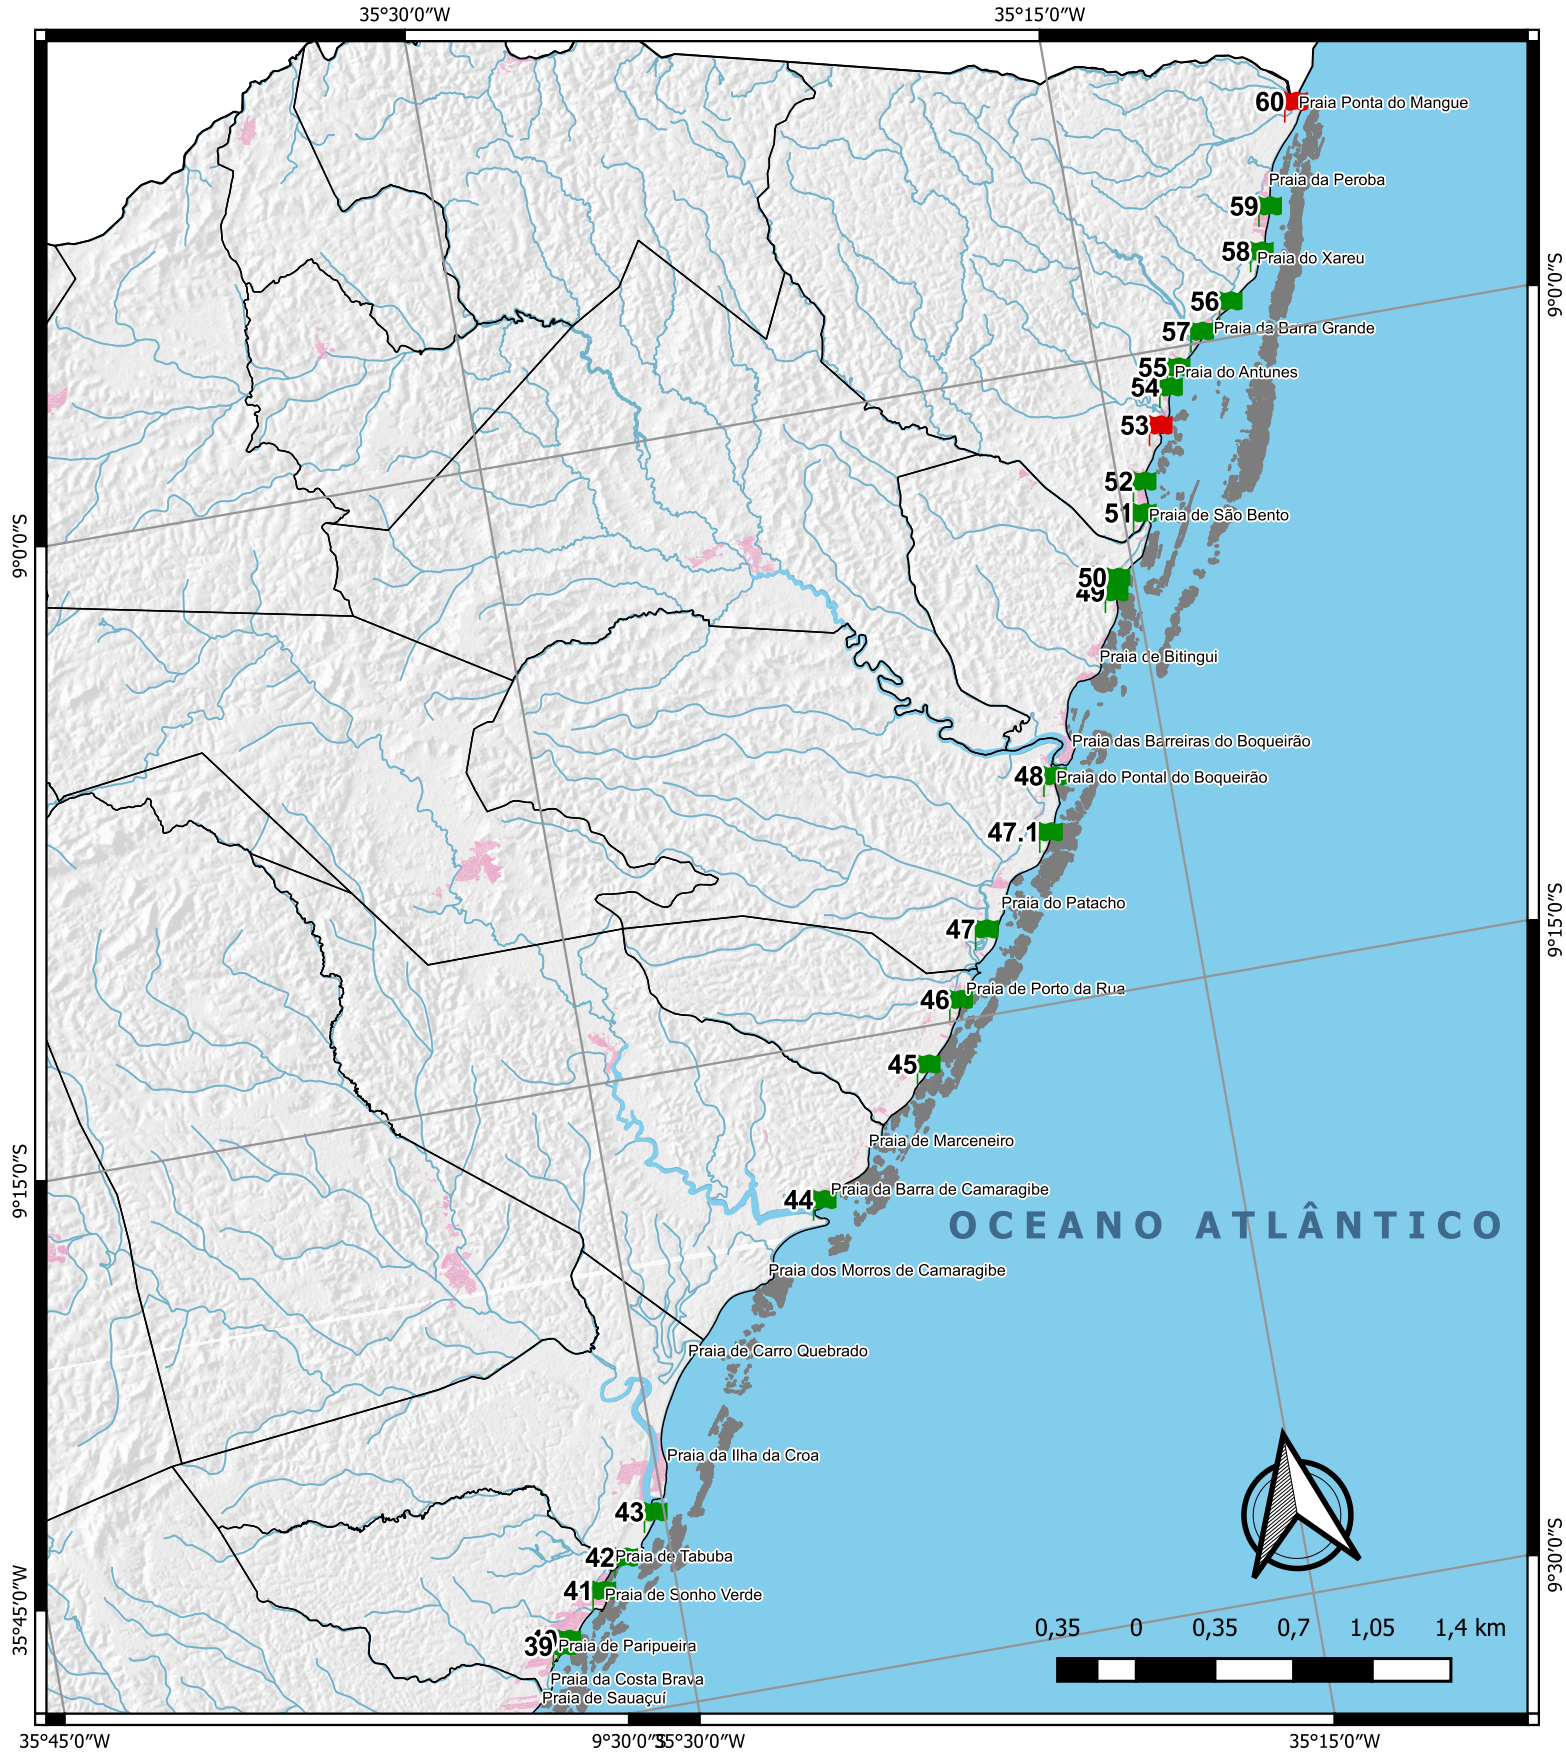 35°30'0"W
35°15'0"W
60
Praia Ponta do Mangue
Praia da Peroba
59
58
Praia do Xareu
9°0'0"S
56
57
Praia da Barra Grande
55
Praia do Antunes
54
53
52
51
Praia de São Bento
9°0'0"S
50
49
Praia de Bitingui
Praia das Barreiras do Boqueirão
48
Praia do Pontal do Boqueirão
47.1
Praia do Patacho
9°15'0"S
47
Praia de Porto da Rua
46
45
Praia de Marceneiro
9°15'0"S
44
Praia da Barra de Camaragibe
OCEANO ATLÂNTICO
Praia dos Morros de Camaragibe
Praia de Carro Quebrado
Praia da Ilha da Croa
43
42
Praia de Tabuba
9°30'0"S
41
Praia de Sonho Verde
35°45'0"W
0,35 0 0,35 0,7 1,05 1,4 km
40
39
Praia de Paripueira
Praia da Costa Brava
Praia de Sauaçuí
35°45'0"W
9°30'0"S
35°30'0"W
35°15'0"W